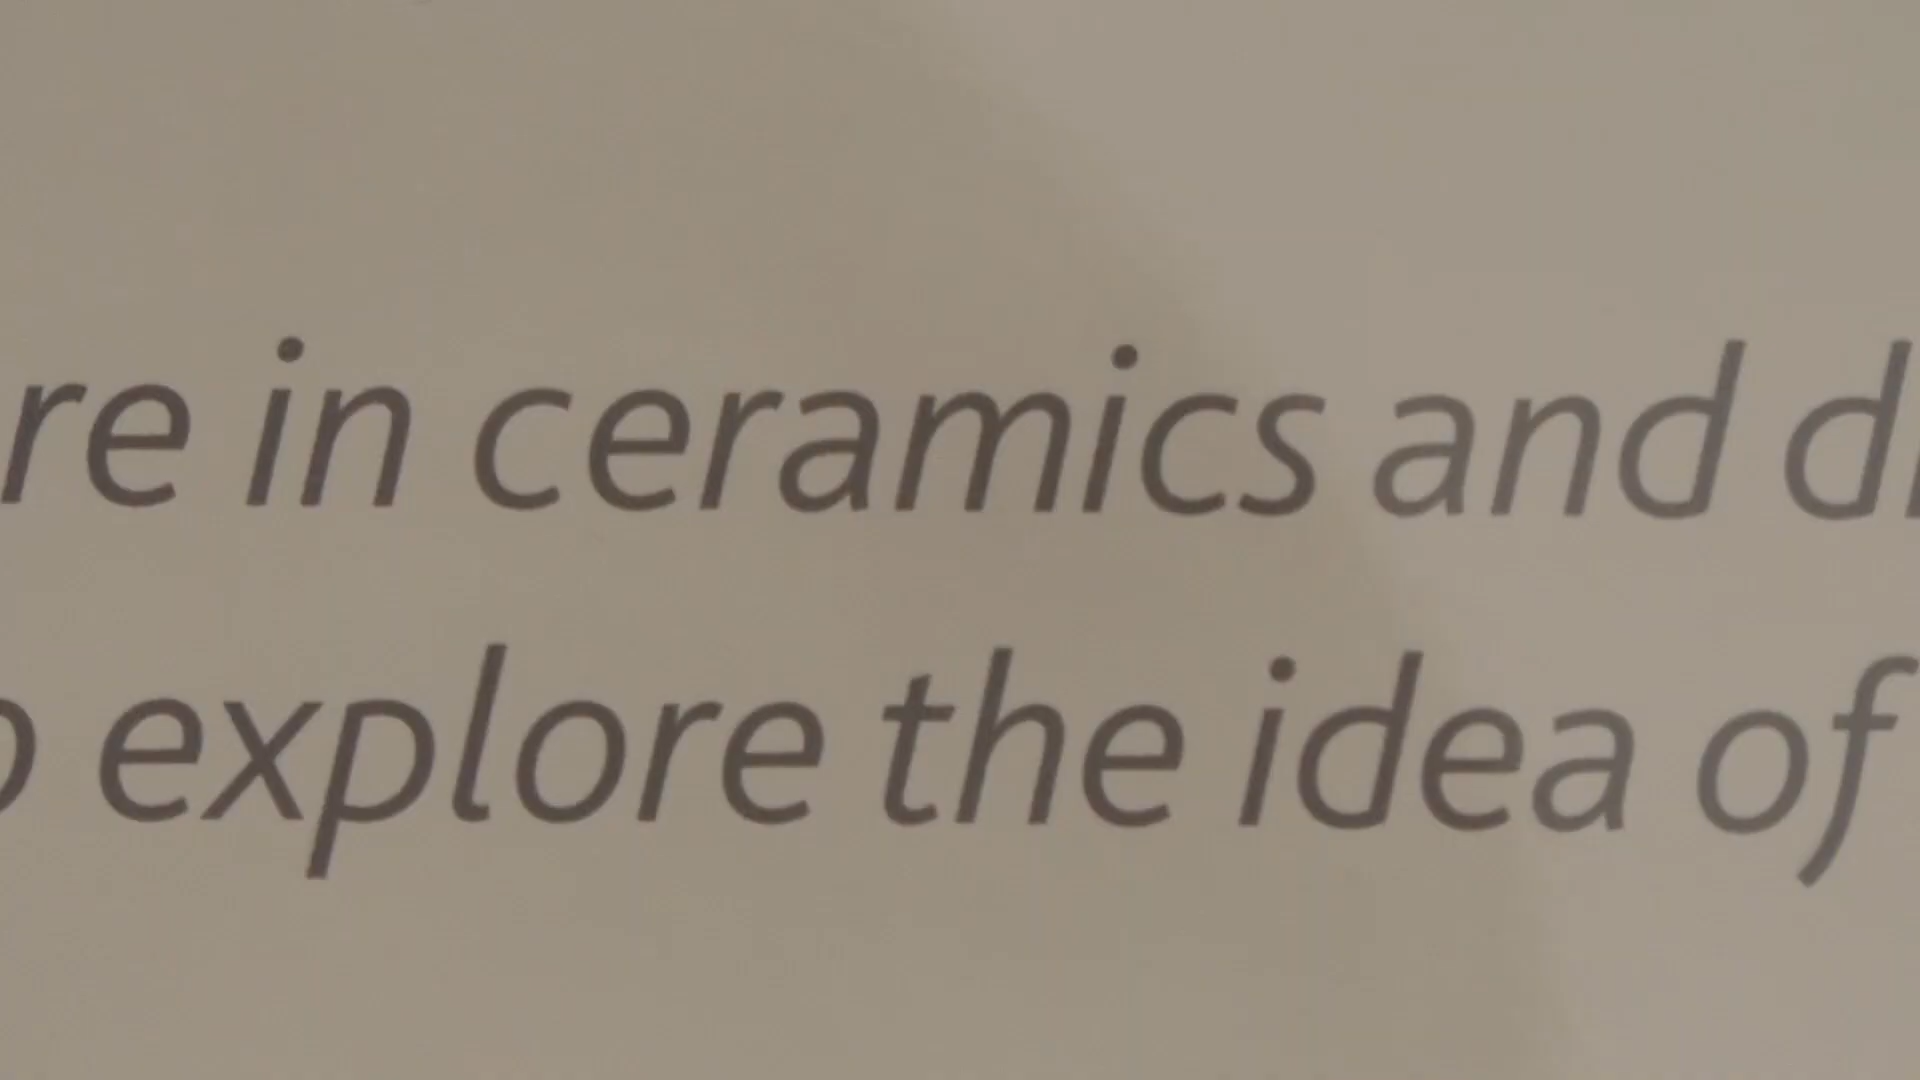 re in ceramics and d
o explore the idea of